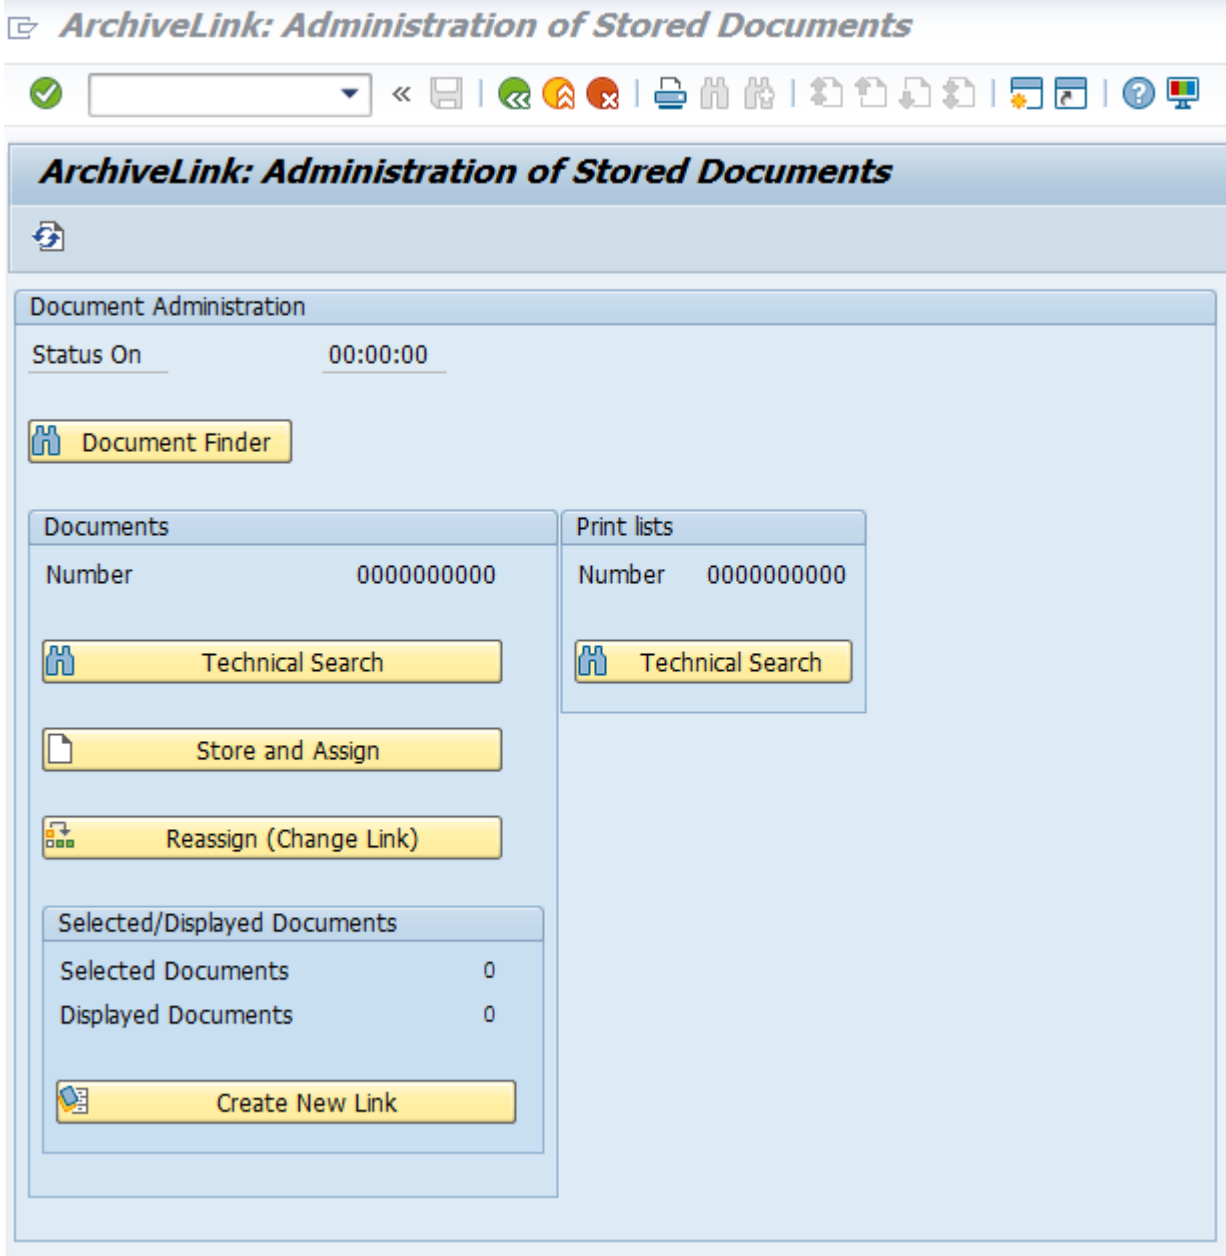 ArchiveLink: Administration of Stored Documents
ArchiveLink: Administration of Stored Documents
Document Administration
Status On 00:00:00
Document Finder
Documents
Number 0000000000
Technical Search
Store and Assign
Reassign (Change Link)
Selected/Displayed Documents
Selected Documents 0
Displayed Documents 0
Create New Link
Print lists
Number 0000000000
Technical Search